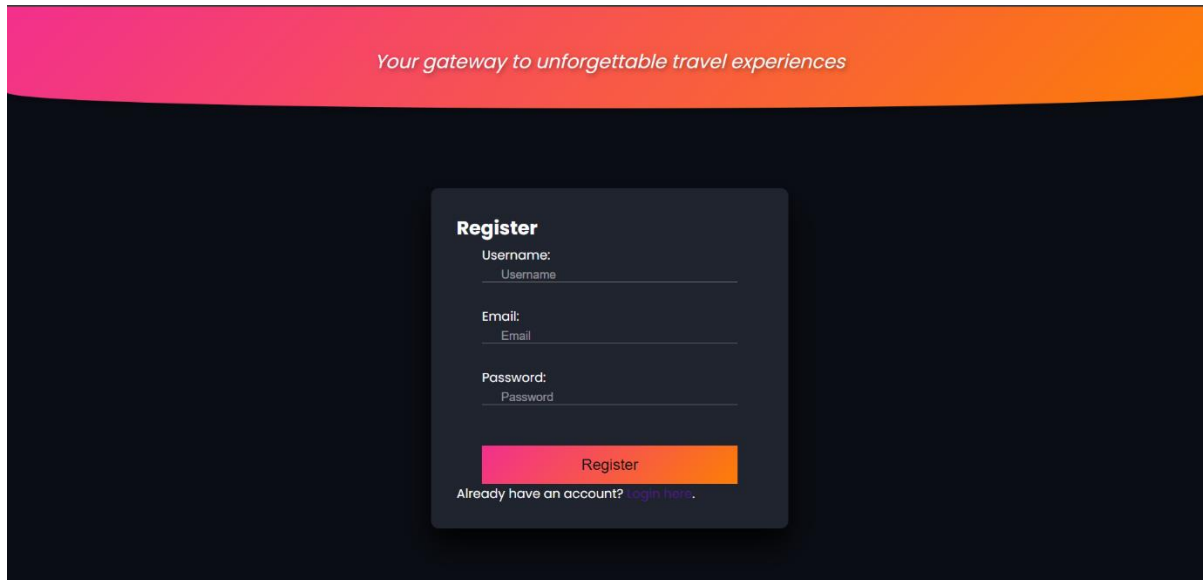 Your gateway to unforgettable travel experiences
Register
Username:
Username
Email:
Email
Password:
Password
Register
Already have an account? Login here.